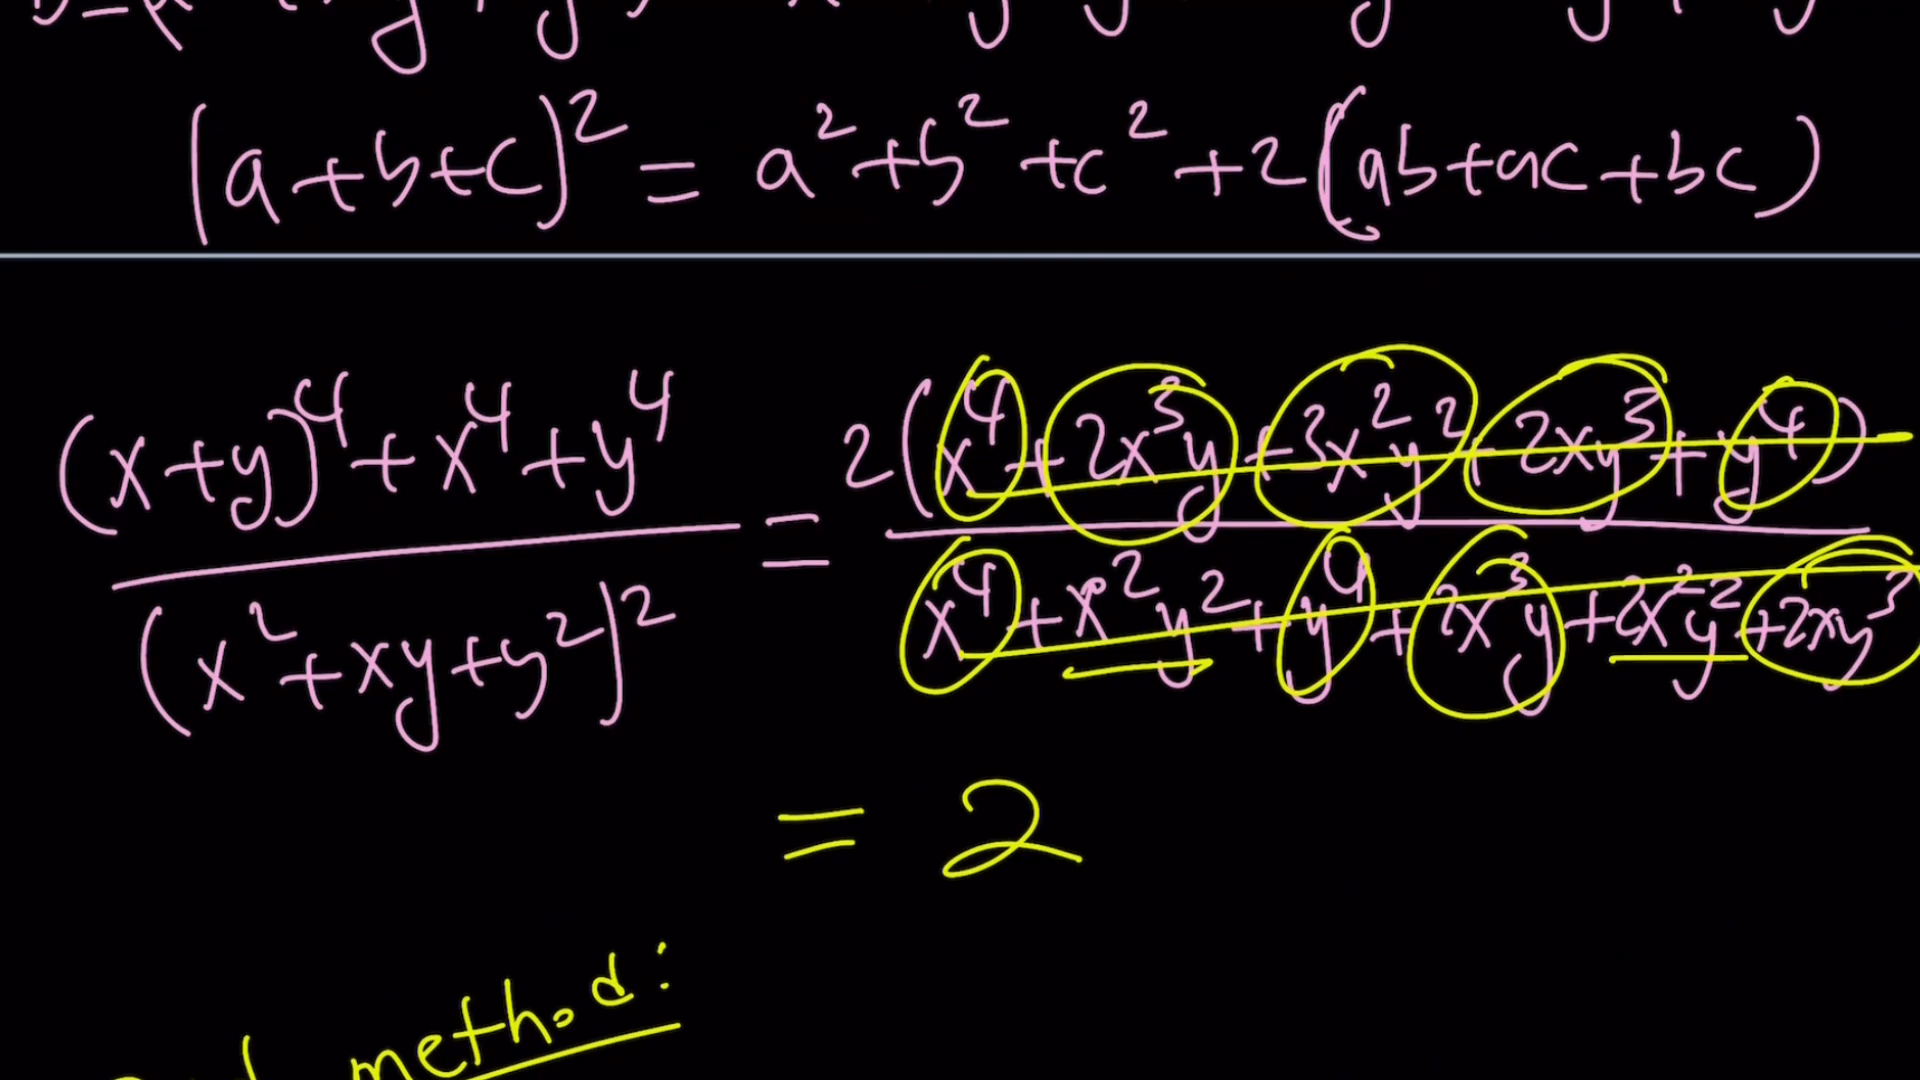 (a+b+c)² = a²+b²+c²+2(ab+ac+bc)
(x+y)⁴+x⁴+y⁴ / (x²+xy+y²)² = 2(x⁴+2x³y+3x²y²+2xy³+y⁴) / x⁴+x²y²+y⁴+2x³y+2x²y²+2xy³
= 2
method: